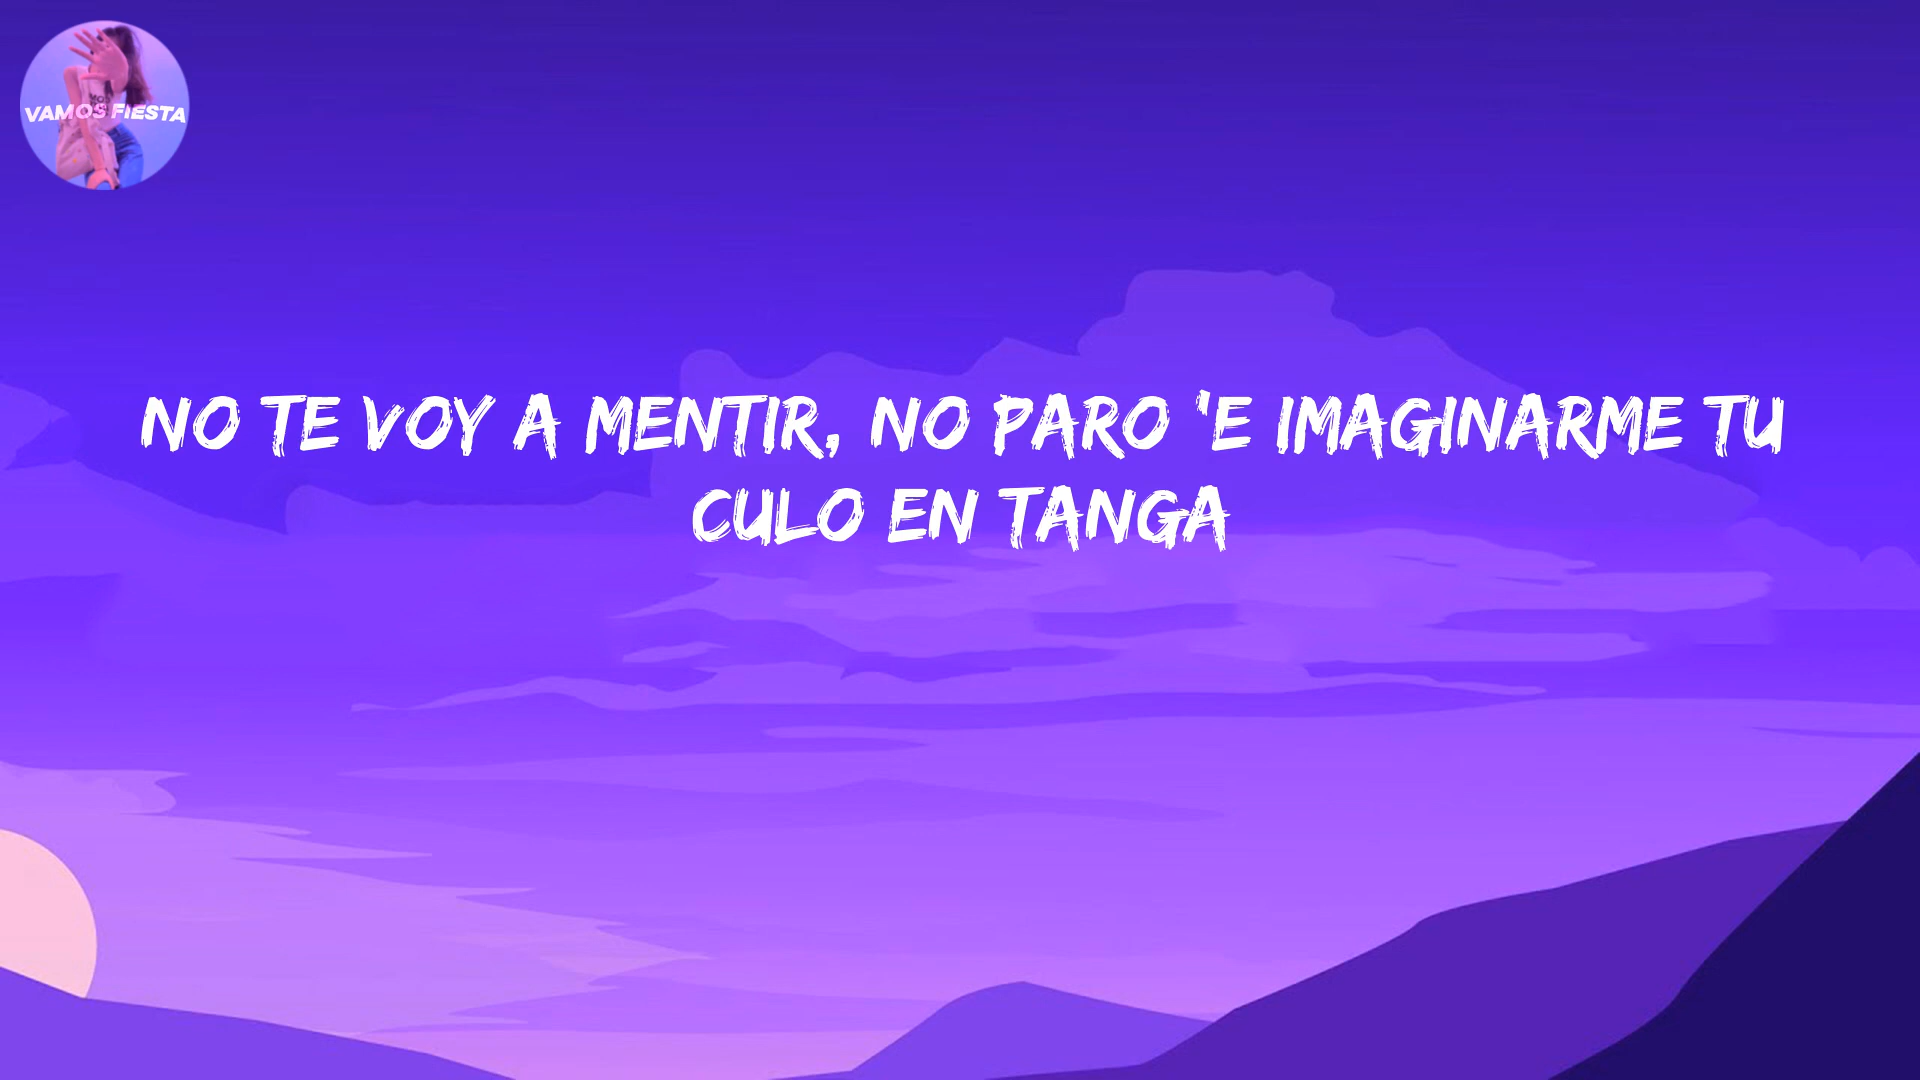 VAMOS FIESTA
NO TE VOY A MENTIR, NO PARO 'E IMAGINARME TU
CULO EN TANGA